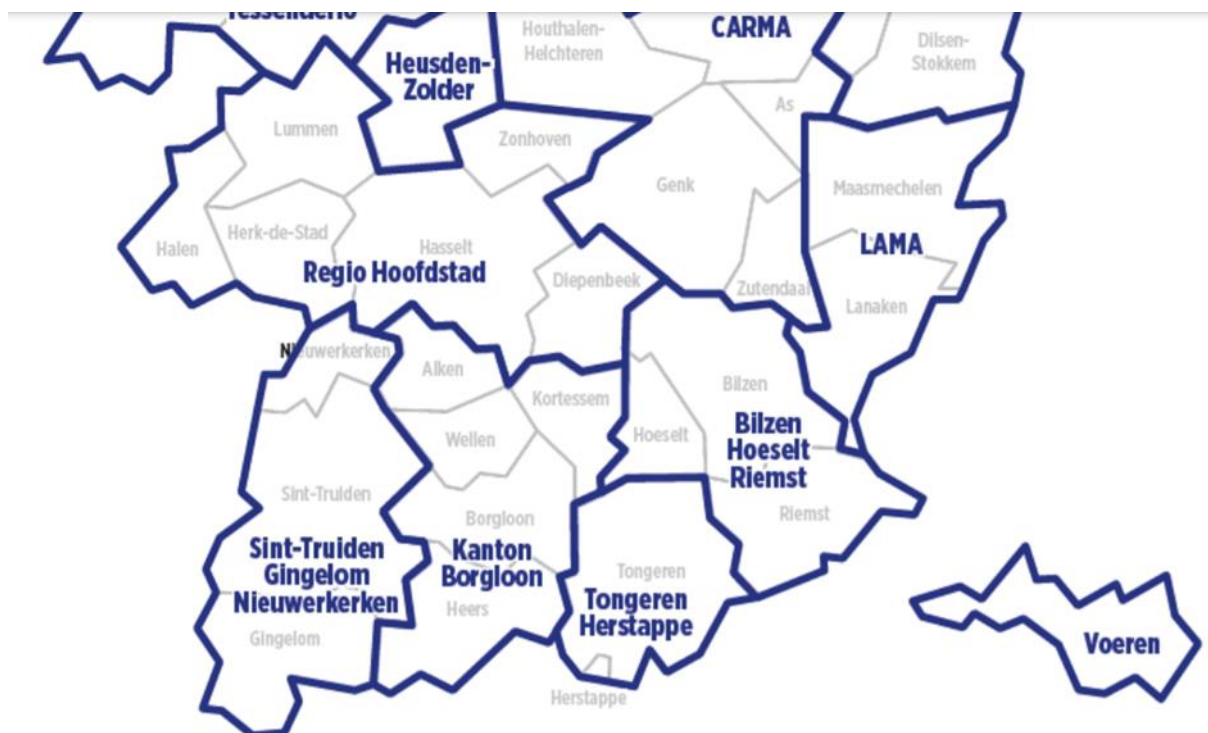 Tessenderlo
Houthalen-
Helchteren
CARMA
Dilsen-
Stokkem
Heusden-
Zolder
As
Lummen
Zonhoven
Genk
Maasmechelen
Halen
Herk-de-Stad
Hasselt
LAMA
Regio Hoofdstad
Diepenbeek
Zutendaal
Lanaken
Nieuwerkerken
Alken
Bilzen
Kortessem
Wellen
Hoeselt
Bilzen
Hoeselt
Riemst
Sint-Truiden
Borgloon
Riemst
Sint-Truiden
Gingelom
Nieuwerkerken
Kanton
Borgloon
Tongeren
Heers
Tongeren
Herstappe
Gingelom
Voeren
Herstappe